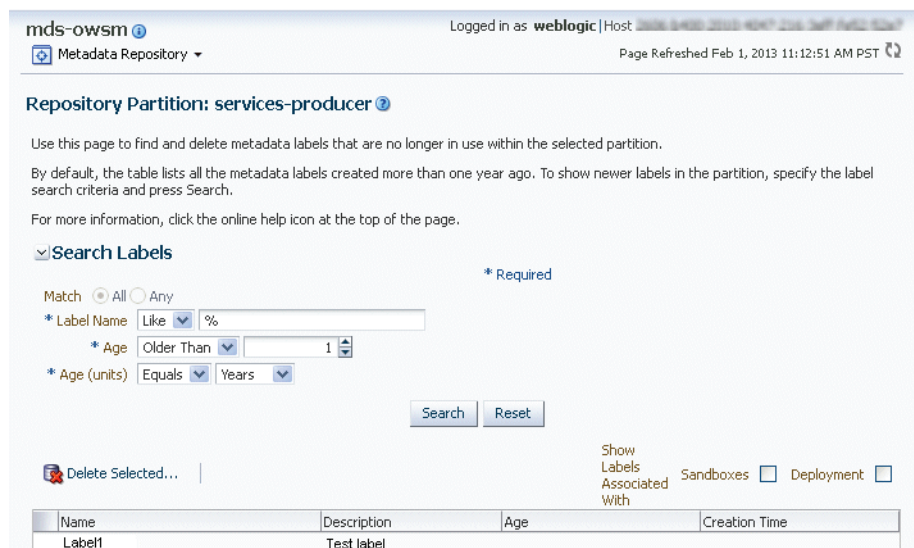 mds-owsm
Logged in as weblogic|Host
Metadata Repository
Page Refreshed Feb 1, 2013 11:12:51 AM PST
Repository Partition: services-producer
Use this page to find and delete metadata labels that are no longer in use within the selected partition.
By default, the table lists all the metadata labels created more than one year ago. To show newer labels in the partition, specify the label
search criteria and press Search.
For more information, click the online help icon at the top of the page.
Search Labels
* Required
Match All Any
* Label Name Like %
* Age Older Than 1
* Age (units) Equals Years
Search Reset
Delete Selected...
Show
Labels
Associated
With
Sandboxes Deployment
Name Description Age Creation Time
Label1 Test label